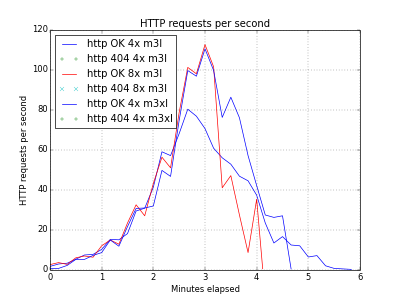 HTTP requests per second
HTTP requests per second
120
100
80
60
40
20
0
http OK 4x m3l
http 404 4x m3l
http OK 8x m3l
http 404 8x m3l
http OK 4x m3xl
http 404 4x m3xl
0 1 2 3 4 5 6
Minutes elapsed